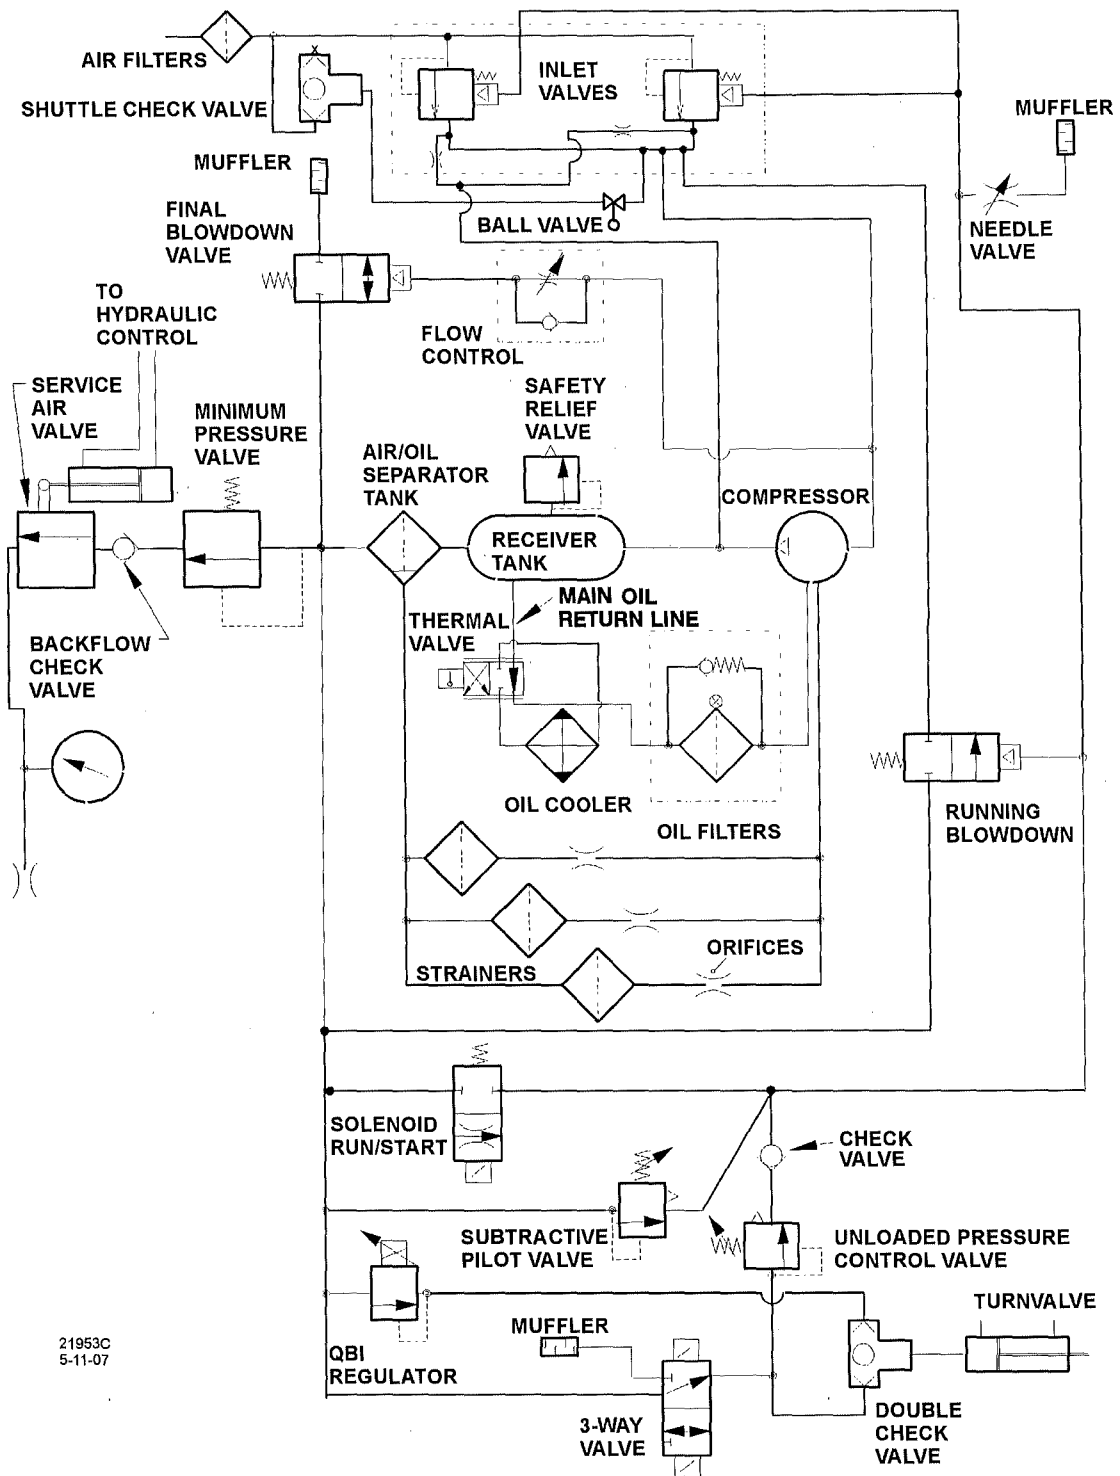 AIR FILTERS
SHUTTLE CHECK VALVE
INLET
VALVES
MUFFLER
MUFFLER
FINAL
BLOWDOWN
VALVE
BALL VALVE
NEEDLE
VALVE
TO
HYDRAULIC
CONTROL
FLOW
CONTROL
SERVICE
AIR
VALVE
MINIMUM
PRESSURE
VALVE
SAFETY
RELIEF
VALVE
AIR/OIL
SEPARATOR
TANK
COMPRESSOR
RECEIVER
TANK
MAIN OIL
RETURN LINE
THERMAL
VALVE
BACKFLOW
CHECK
VALVE
OIL COOLER
OIL FILTERS
RUNNING
BLOWDOWN
ORIFICES
STRAINERS
SOLENOID
RUN/START
CHECK
VALVE
SUBTRACTIVE
PILOT VALVE
UNLOADED PRESSURE
CONTROL VALVE
TURNVALVE
MUFFLER
21953C
5-11-07
QBI
REGULATOR
3-WAY
VALVE
DOUBLE
CHECK
VALVE